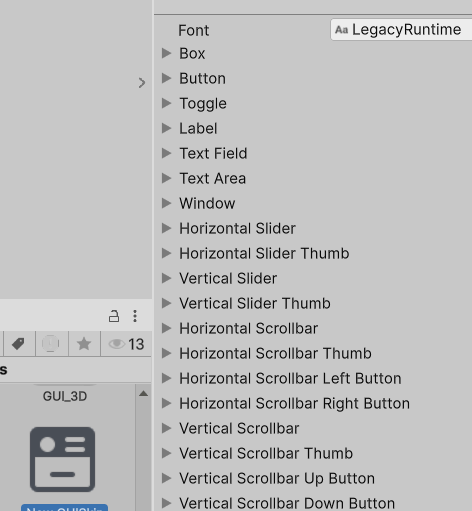 Font
Aa LegacyRuntime
Box
Button
Toggle
Label
Text Field
Text Area
Window
Horizontal Slider
Horizontal Slider Thumb
Vertical Slider
Vertical Slider Thumb
Horizontal Scrollbar
Horizontal Scrollbar Thumb
Horizontal Scrollbar Left Button
Horizontal Scrollbar Right Button
Vertical Scrollbar
Vertical Scrollbar Thumb
Vertical Scrollbar Up Button
Vertical Scrollbar Down Button
13
s
GUI_3D
New GUISkin